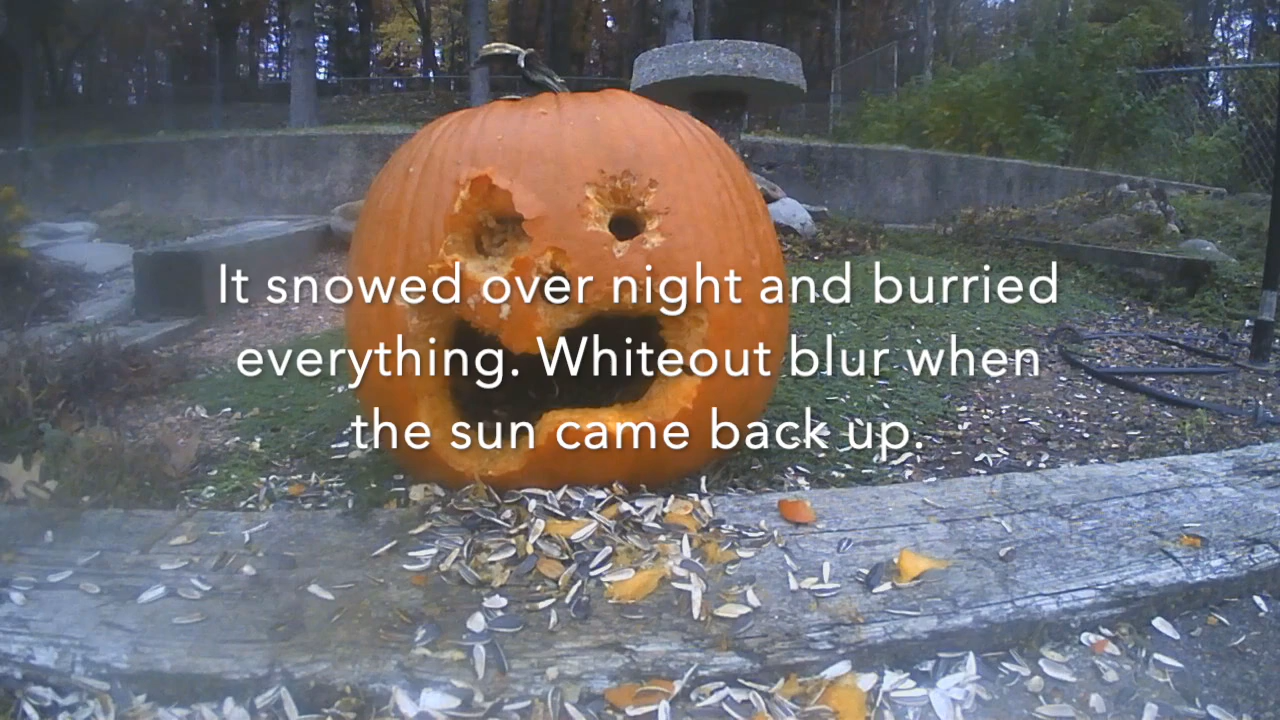 It snowed over night and burried
everything. Whiteout blur when
the sun came back up.